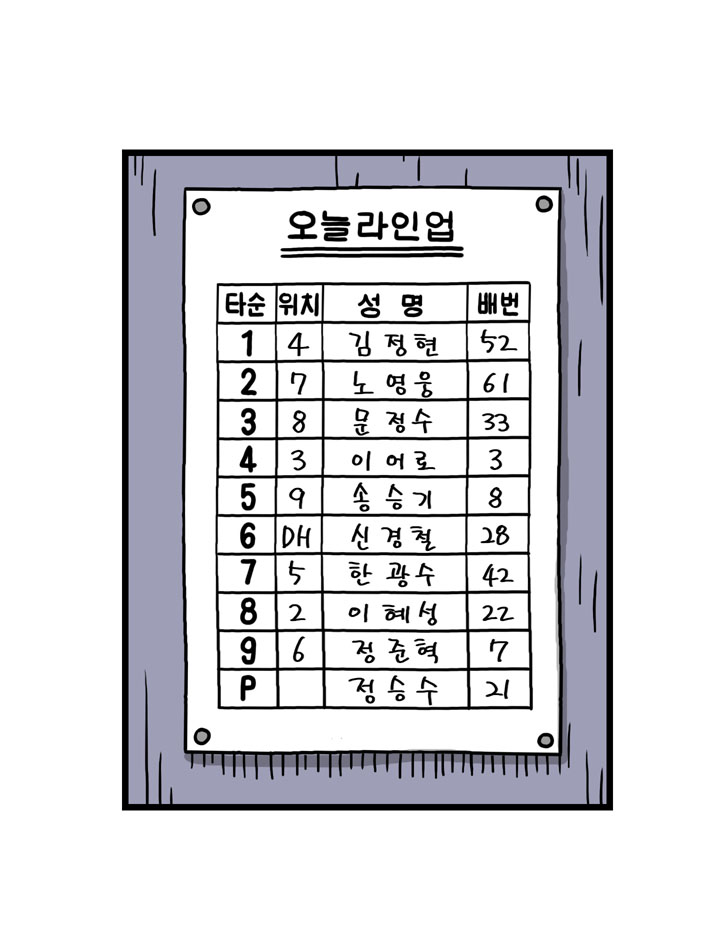 오늘라인업
타순 위치 성명 배번
1 4 김정현 52
2 7 노영웅 61
3 8 문정수 33
4 3 이어로 3
5 9 송승기 8
6 DH 신경철 28
7 5 한광수 42
8 2 이혜성 22
9 6 정준혁 7
P 정승수 21